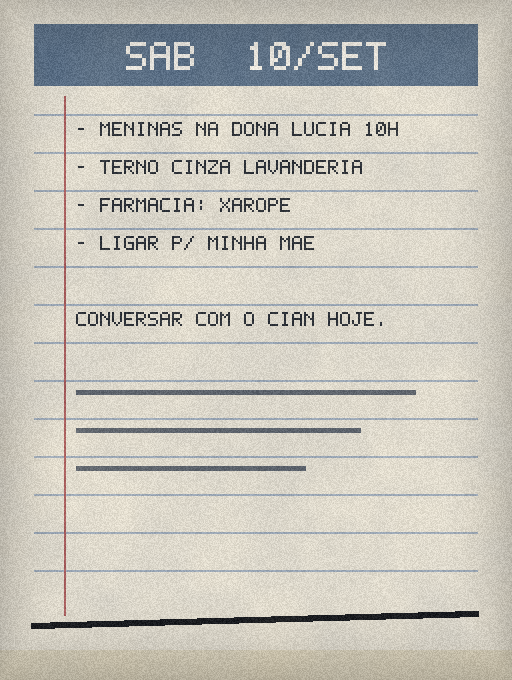 SAB 10/SET
- MENINAS NA DONA LUCIA 10H
- TERNO CINZA LAVANDERIA
- FARMACIA: XAROPE
- LIGAR P/ MINHA MAE
CONVERSAR COM O CIAN HOJE.